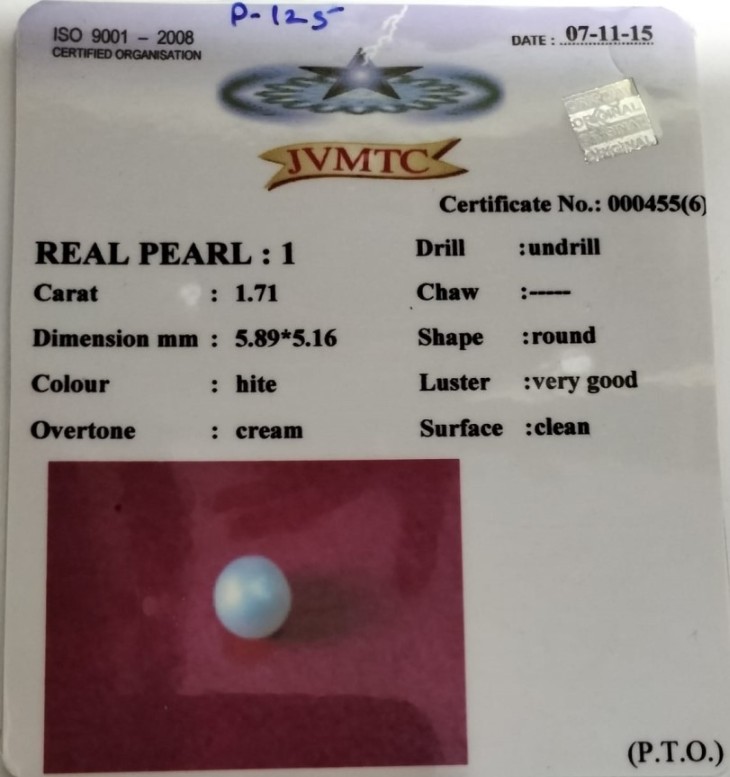 P-125
ISO 9001 – 2008
CERTIFIED ORGANISATION
DATE : 07-11-15
ORIGINAL
ORIGINAL
JVMTC
Certificate No.: 000455(6)
REAL PEARL : 1
Drill :undrill
Carat : 1.71
Chaw :-----
Dimension mm : 5.89*5.16
Shape :round
Colour : hite
Luster :very good
Overtone : cream
Surface :clean
(P.T.O.)